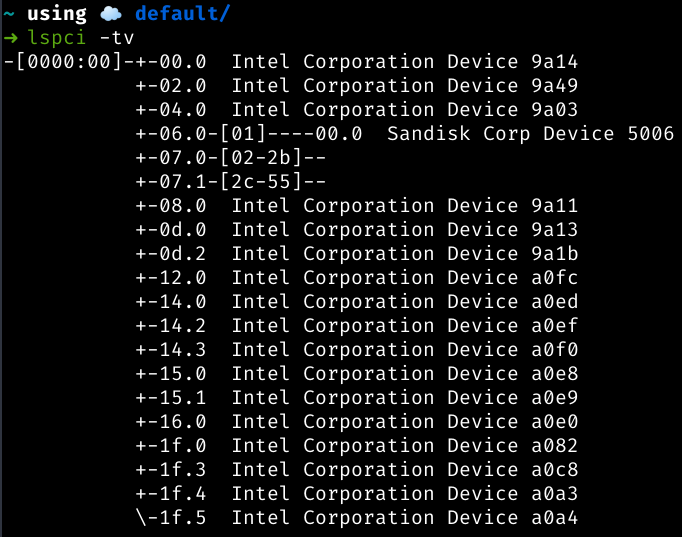 ~ using ☁️ default/
→ lspci -tv
-[0000:00]-+-00.0  Intel Corporation Device 9a14
           +-02.0  Intel Corporation Device 9a49
           +-04.0  Intel Corporation Device 9a03
           +-06.0-[01]----00.0  Sandisk Corp Device 5006
           +-07.0-[02-2b]--
           +-07.1-[2c-55]--
           +-08.0  Intel Corporation Device 9a11
           +-0d.0  Intel Corporation Device 9a13
           +-0d.2  Intel Corporation Device 9a1b
           +-12.0  Intel Corporation Device a0fc
           +-14.0  Intel Corporation Device a0ed
           +-14.2  Intel Corporation Device a0ef
           +-14.3  Intel Corporation Device a0f0
           +-15.0  Intel Corporation Device a0e8
           +-15.1  Intel Corporation Device a0e9
           +-16.0  Intel Corporation Device a0e0
           +-1f.0  Intel Corporation Device a082
           +-1f.3  Intel Corporation Device a0c8
           +-1f.4  Intel Corporation Device a0a3
           \-1f.5  Intel Corporation Device a0a4